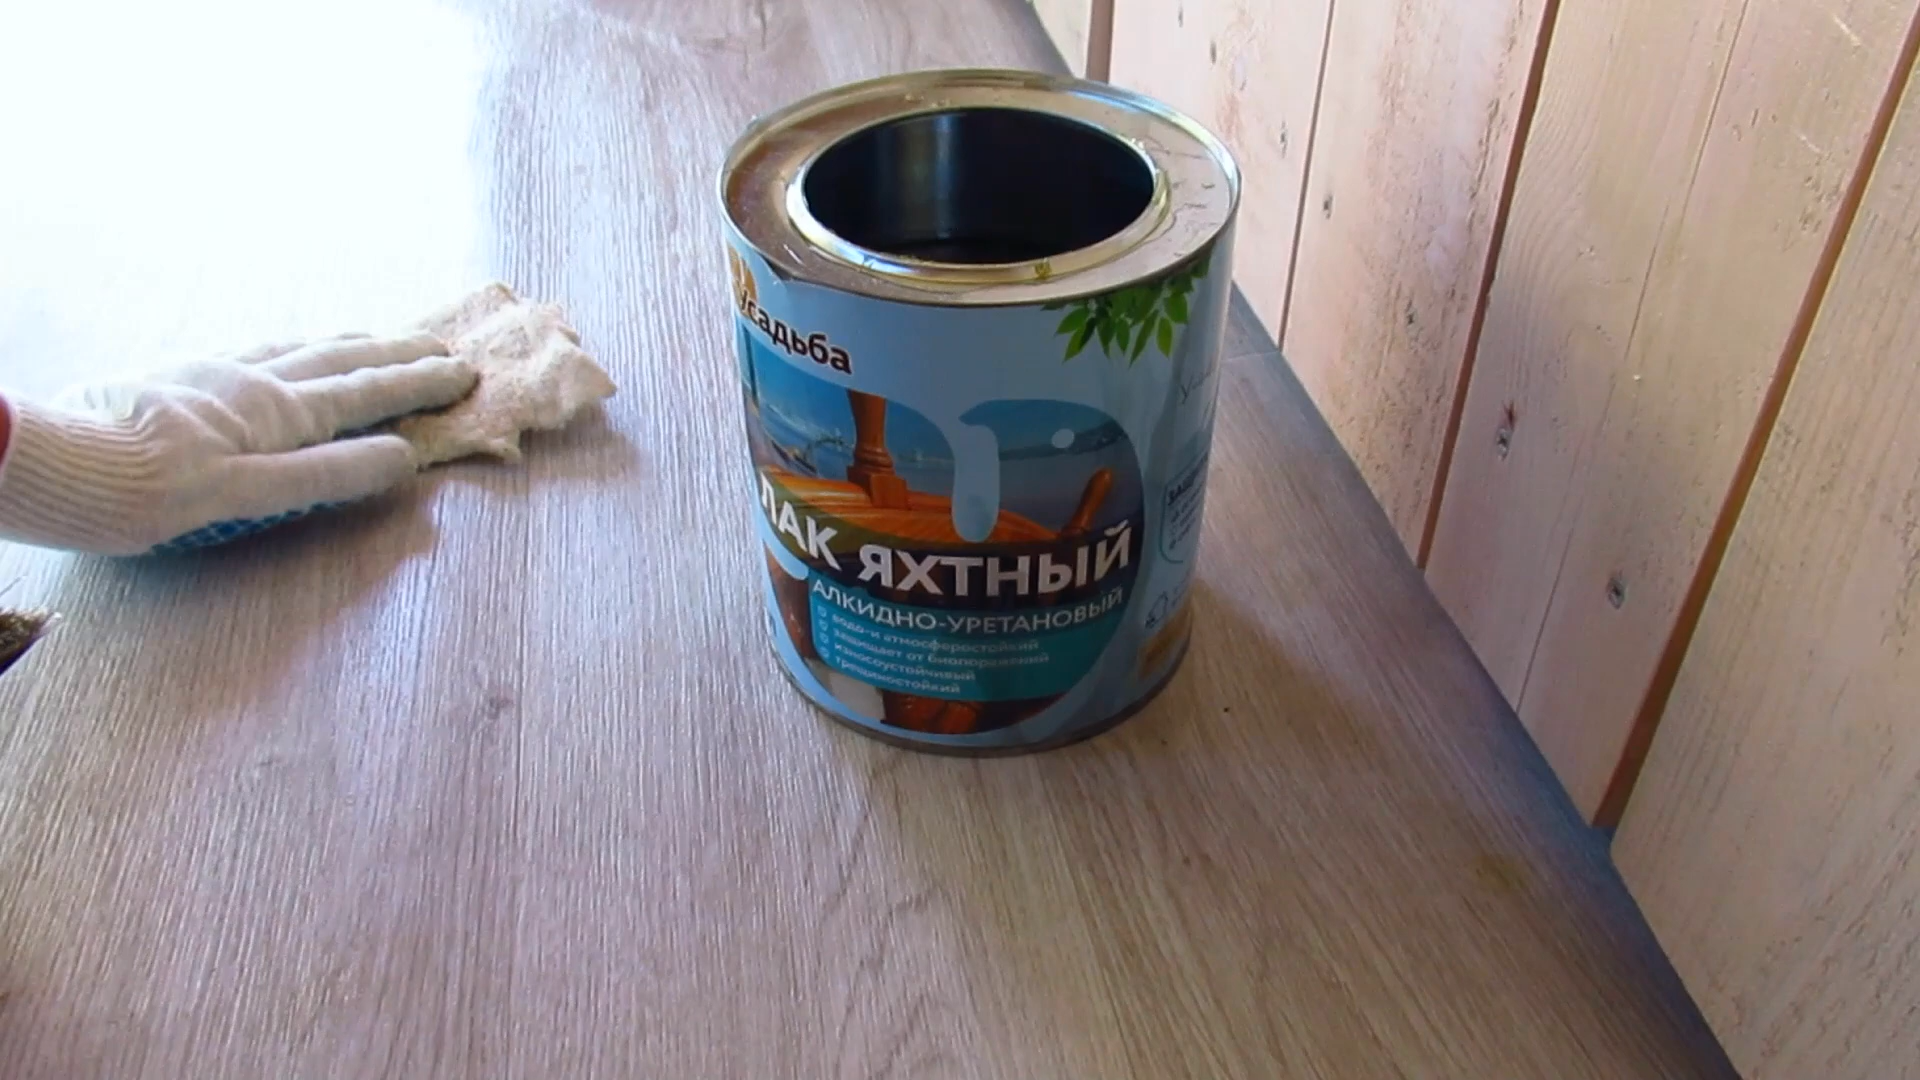 Усадьба
ЛАК ЯХТНЫЙ
АЛКИДНО-УРЕТАНОВЫЙ
водо- и атмосферостойкий
защищает от биопоражений
износоустойчивый
трещиностойкий